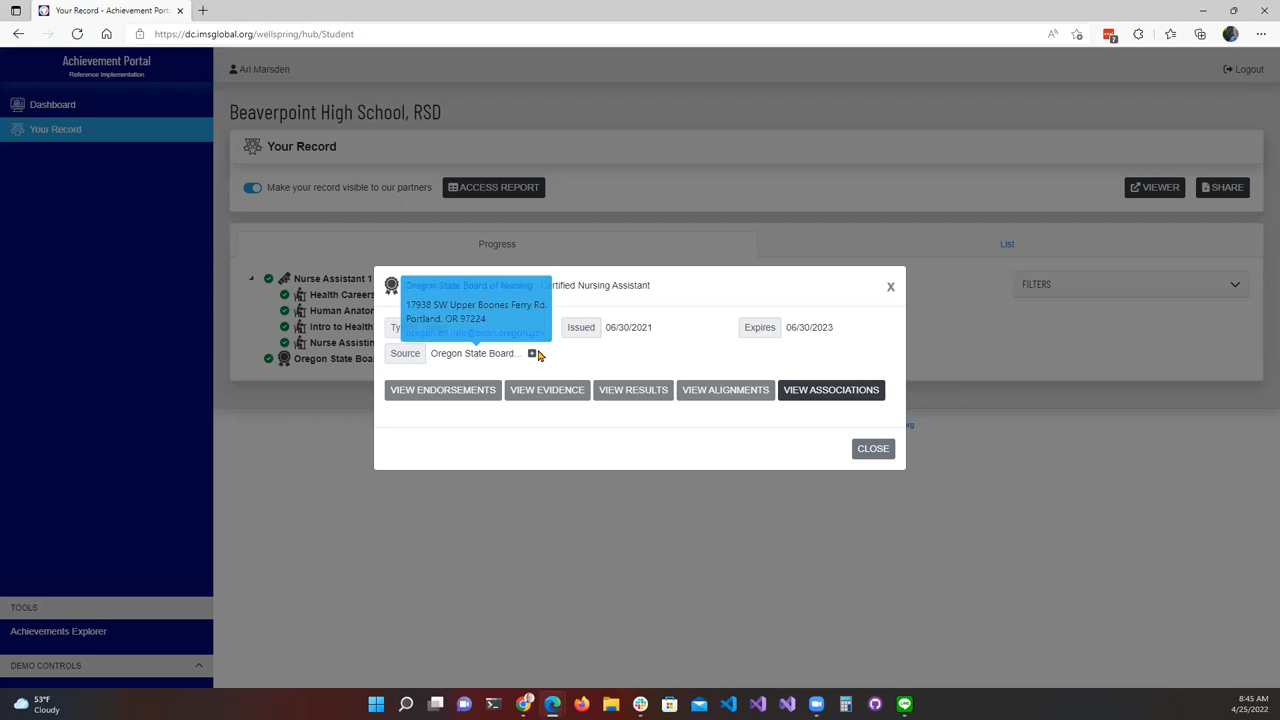 Your Record - Achievement Port
https://dc.imsglobal.org/wellspring/hub/Student
7
Achievement Portal
Reference Implementation
Ari Marsden
Logout
Dashboard
Your Record
Beaverpoint High School, RSD
Your Record
Make your record visible to our partners
ACCESS REPORT
VIEWER
SHARE
Progress
List
Nurse Assistant 1
Health Careers
Human Anatom
Intro to Health
Nurse Assistin
Oregon State Boa
FILTERS
Oregon State Board of Nursing
ertified Nursing Assistant
X
17938 SW Upper Boones Ferry Rd.
Portland, OR 97224
Ty
Issued
06/30/2021
Expires
06/30/2023
Source
Oregon State Board...
VIEW ENDORSEMENTS
VIEW EVIDENCE
VIEW RESULTS
VIEW ALIGNMENTS
VIEW ASSOCIATIONS
org
CLOSE
TOOLS
Achievements Explorer
DEMO CONTROLS
53°F
Cloudy
8:45 AM
4/25/2022